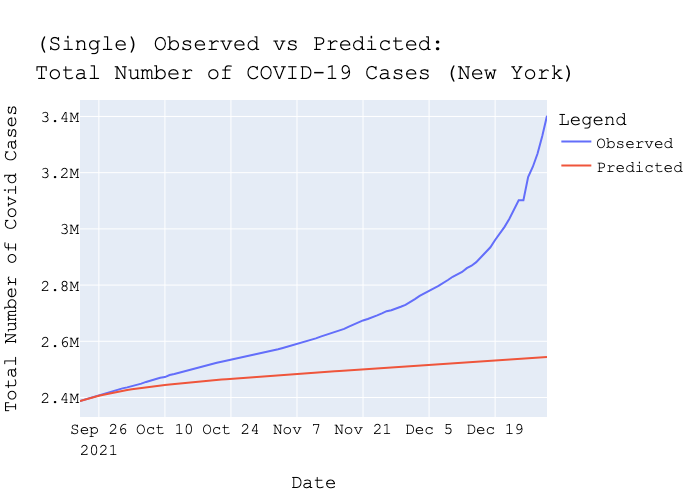 (Single) Observed vs Predicted:
Total Number of COVID-19 Cases (New York)
Total Number of Covid Cases
3.4M
3.2M
3M
2.8M
2.6M
2.4M
Sep 26 Oct 10 Oct 24 Nov 7 Nov 21 Dec 5 Dec 19
2021
Date
Legend
Observed
Predicted